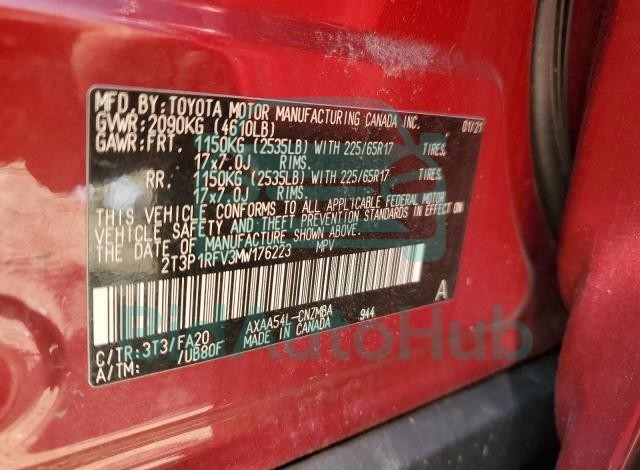 MFD.BY:TOYOTA MOTOR MANUFACTURING CANADA INC. 01/21
GVWR:2090KG (4610LB)
GAWR:FRT. 1150KG (2535LB) WITH 225/65R17 TIRES,
17x7.0J RIMS.
RR. 1150KG (2535LB) WITH 225/65R17 TIRES,
17x7.0J RIMS.
THIS VEHICLE CONFORMS TO ALL APPLICABLE FEDERAL MOTOR
VEHICLE SAFETY AND THEFT PREVENTION STANDARDS IN EFFECT ON
THE DATE OF MANUFACTURE SHOWN ABOVE.
2T3P1RFV3MW176223 MPV
A
C/TR:3T3/FA20 AXAA54L-CNZMBA 944
A/TM: /UB80F MADE IN CANADA
BidAutoHub